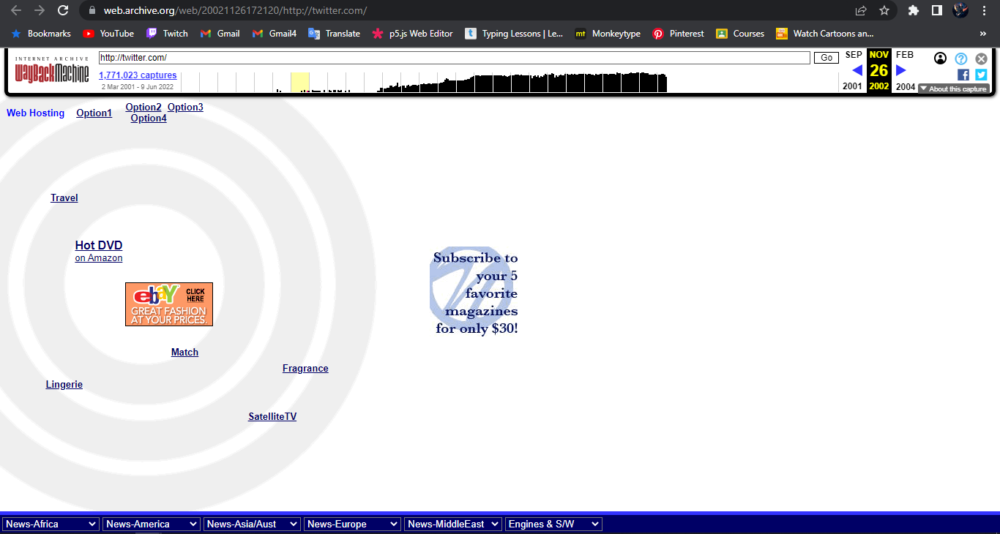 web.archive.org/web/20021126172120/http://twitter.com/
Bookmarks YouTube Twitch Gmail Gmail4 Translate p5.js Web Editor Typing Lessons | Le... Monkeytype Pinterest Courses Watch Cartoons an... »
INTERNET ARCHIVE
WayBackMachine
http://twitter.com/ Go
SEP NOV FEB
1,771,023 captures
26
2 Mar 2001 - 9 Jun 2022
2001 2002 2004
About this capture
Web Hosting Option1 Option2 Option3
Option4
Travel
Hot DVD
on Amazon
ebaY CLICK
HERE
GREAT FASHION
AT YOUR PRICES.
Subscribe to
your 5
favorite
magazines
for only $30!
Match
Fragrance
Lingerie
SatelliteTV
News-Africa News-America News-Asia/Aust News-Europe News-MiddleEast Engines & S/W